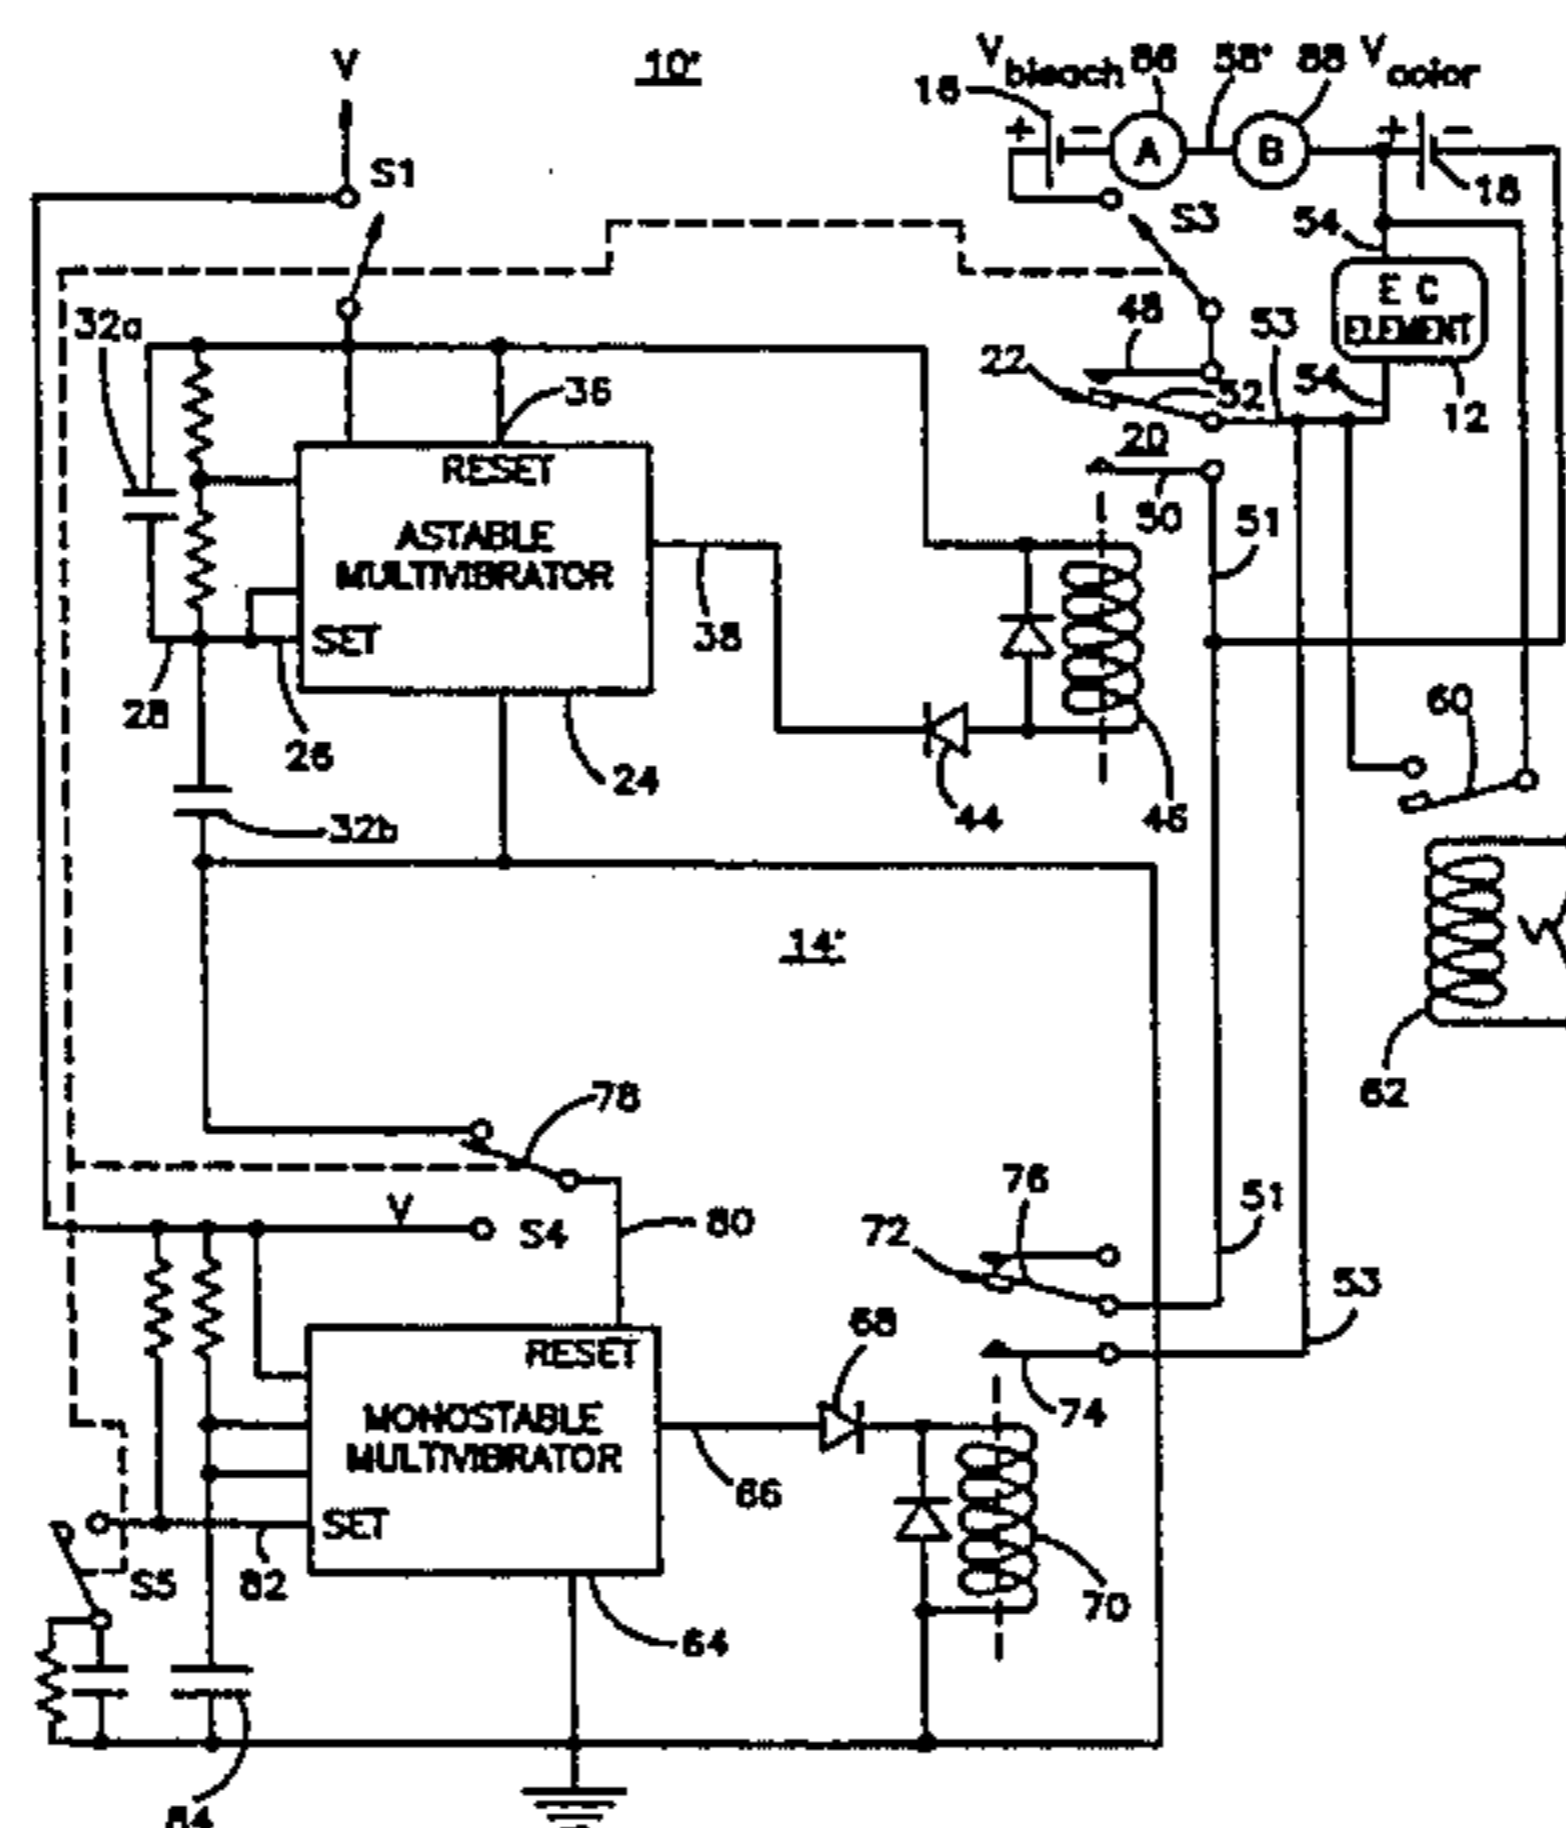 V
10'
V bleach
86
58'
88
V color
16
+
−
A
B
+
−
18
S1
S3
54
E C
ELEMENT
32a
48
53
22
52
54
12
36
20
RESET
50
51
ASTABLE
MULTIVIBRATOR
38
SET
28
26
24
44
46
60
32b
14'
62
78
76
51
V
S4
80
72
53
68
RESET
74
MONOSTABLE
MULTIVIBRATOR
66
SET
S5
82
70
64
84